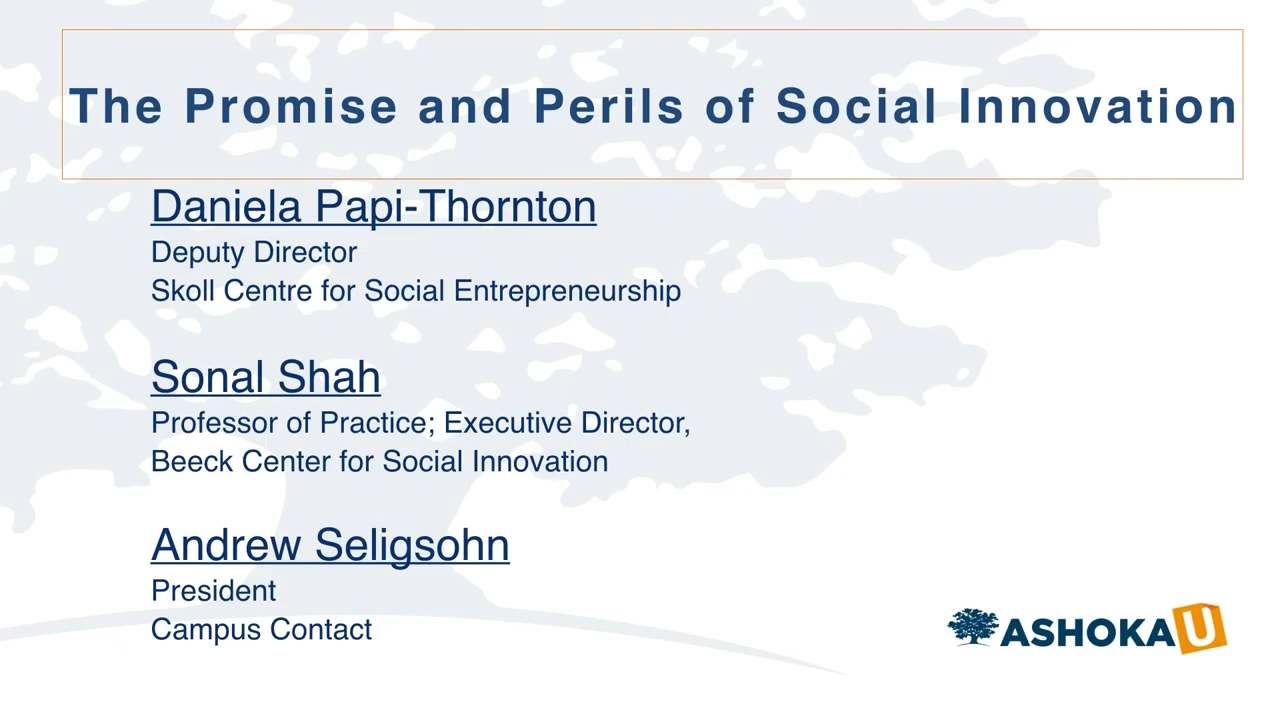 The Promise and Perils of Social Innovation
Daniela Papi-Thornton
Deputy Director
Skoll Centre for Social Entrepreneurship
Sonal Shah
Professor of Practice; Executive Director,
Beeck Center for Social Innovation
Andrew Seligsohn
President
Campus Contact
ASHOKA U